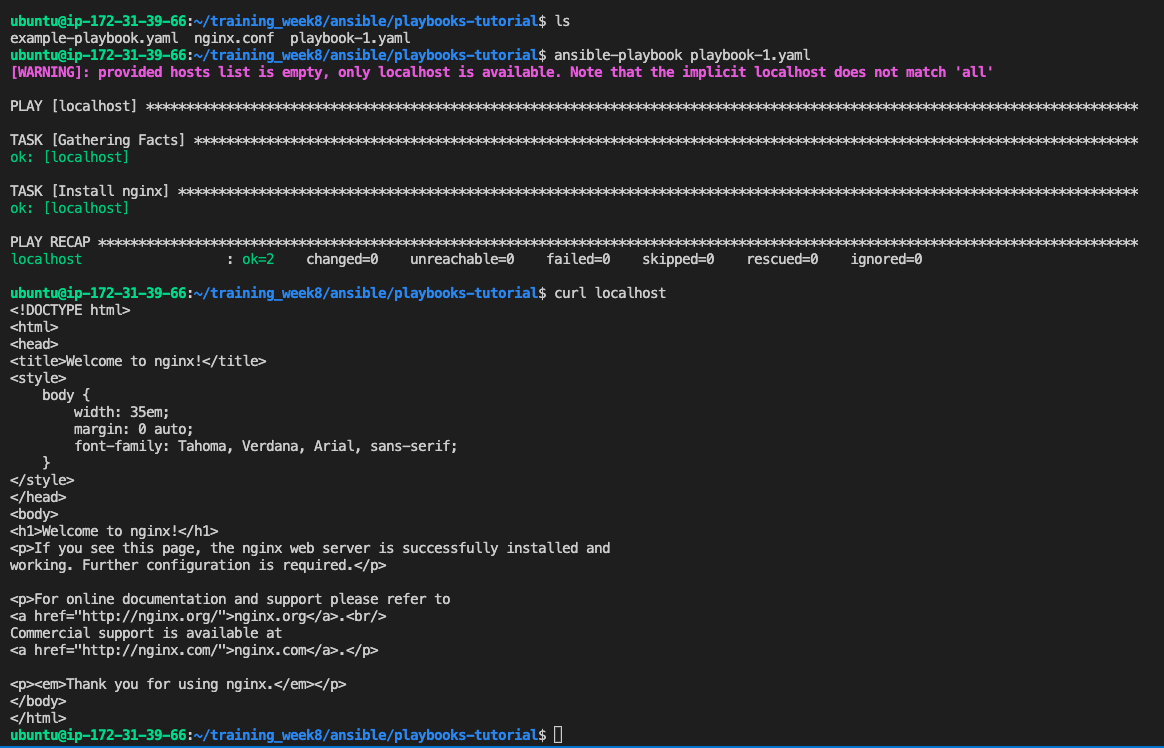 ubuntu@ip-172-31-39-66:~/training_week8/ansible/playbooks-tutorial$ ls
example-playbook.yaml  nginx.conf  playbook-1.yaml
ubuntu@ip-172-31-39-66:~/training_week8/ansible/playbooks-tutorial$ ansible-playbook playbook-1.yaml
[WARNING]: provided hosts list is empty, only localhost is available. Note that the implicit localhost does not match 'all'

PLAY [localhost] ****************************************************************************************************************************

TASK [Gathering Facts] **********************************************************************************************************************
ok: [localhost]

TASK [Install nginx] ************************************************************************************************************************
ok: [localhost]

PLAY RECAP **********************************************************************************************************************************
localhost                  : ok=2    changed=0    unreachable=0    failed=0    skipped=0    rescued=0    ignored=0

ubuntu@ip-172-31-39-66:~/training_week8/ansible/playbooks-tutorial$ curl localhost
<!DOCTYPE html>
<html>
<head>
<title>Welcome to nginx!</title>
<style>
    body {
        width: 35em;
        margin: 0 auto;
        font-family: Tahoma, Verdana, Arial, sans-serif;
    }
</style>
</head>
<body>
<h1>Welcome to nginx!</h1>
<p>If you see this page, the nginx web server is successfully installed and
working. Further configuration is required.</p>

<p>For online documentation and support please refer to
<a href="http://nginx.org/">nginx.org</a>.<br/>
Commercial support is available at
<a href="http://nginx.com/">nginx.com</a>.</p>

<p><em>Thank you for using nginx.</em></p>
</body>
</html>
ubuntu@ip-172-31-39-66:~/training_week8/ansible/playbooks-tutorial$